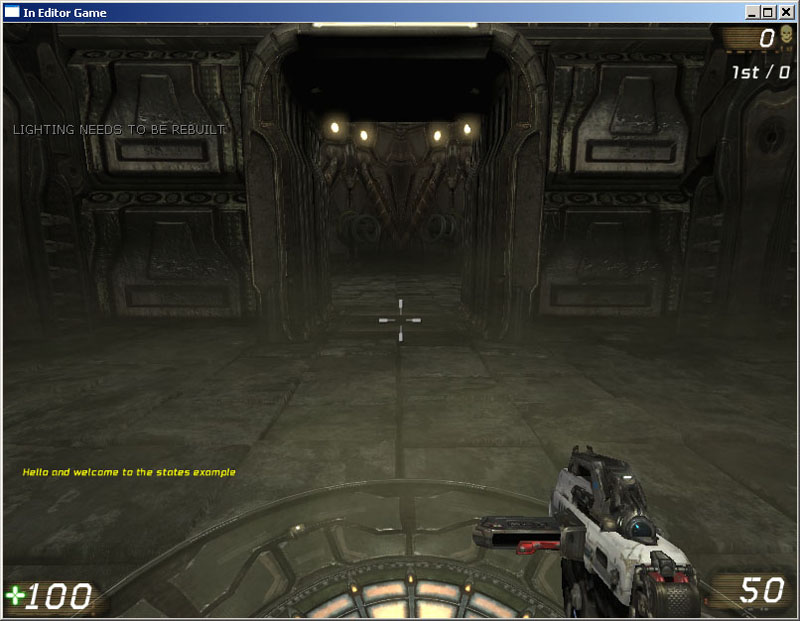 In Editor Game
0
1st / 0
LIGHTING NEEDS TO BE REBUILT
Hello and welcome to the states example
100
50